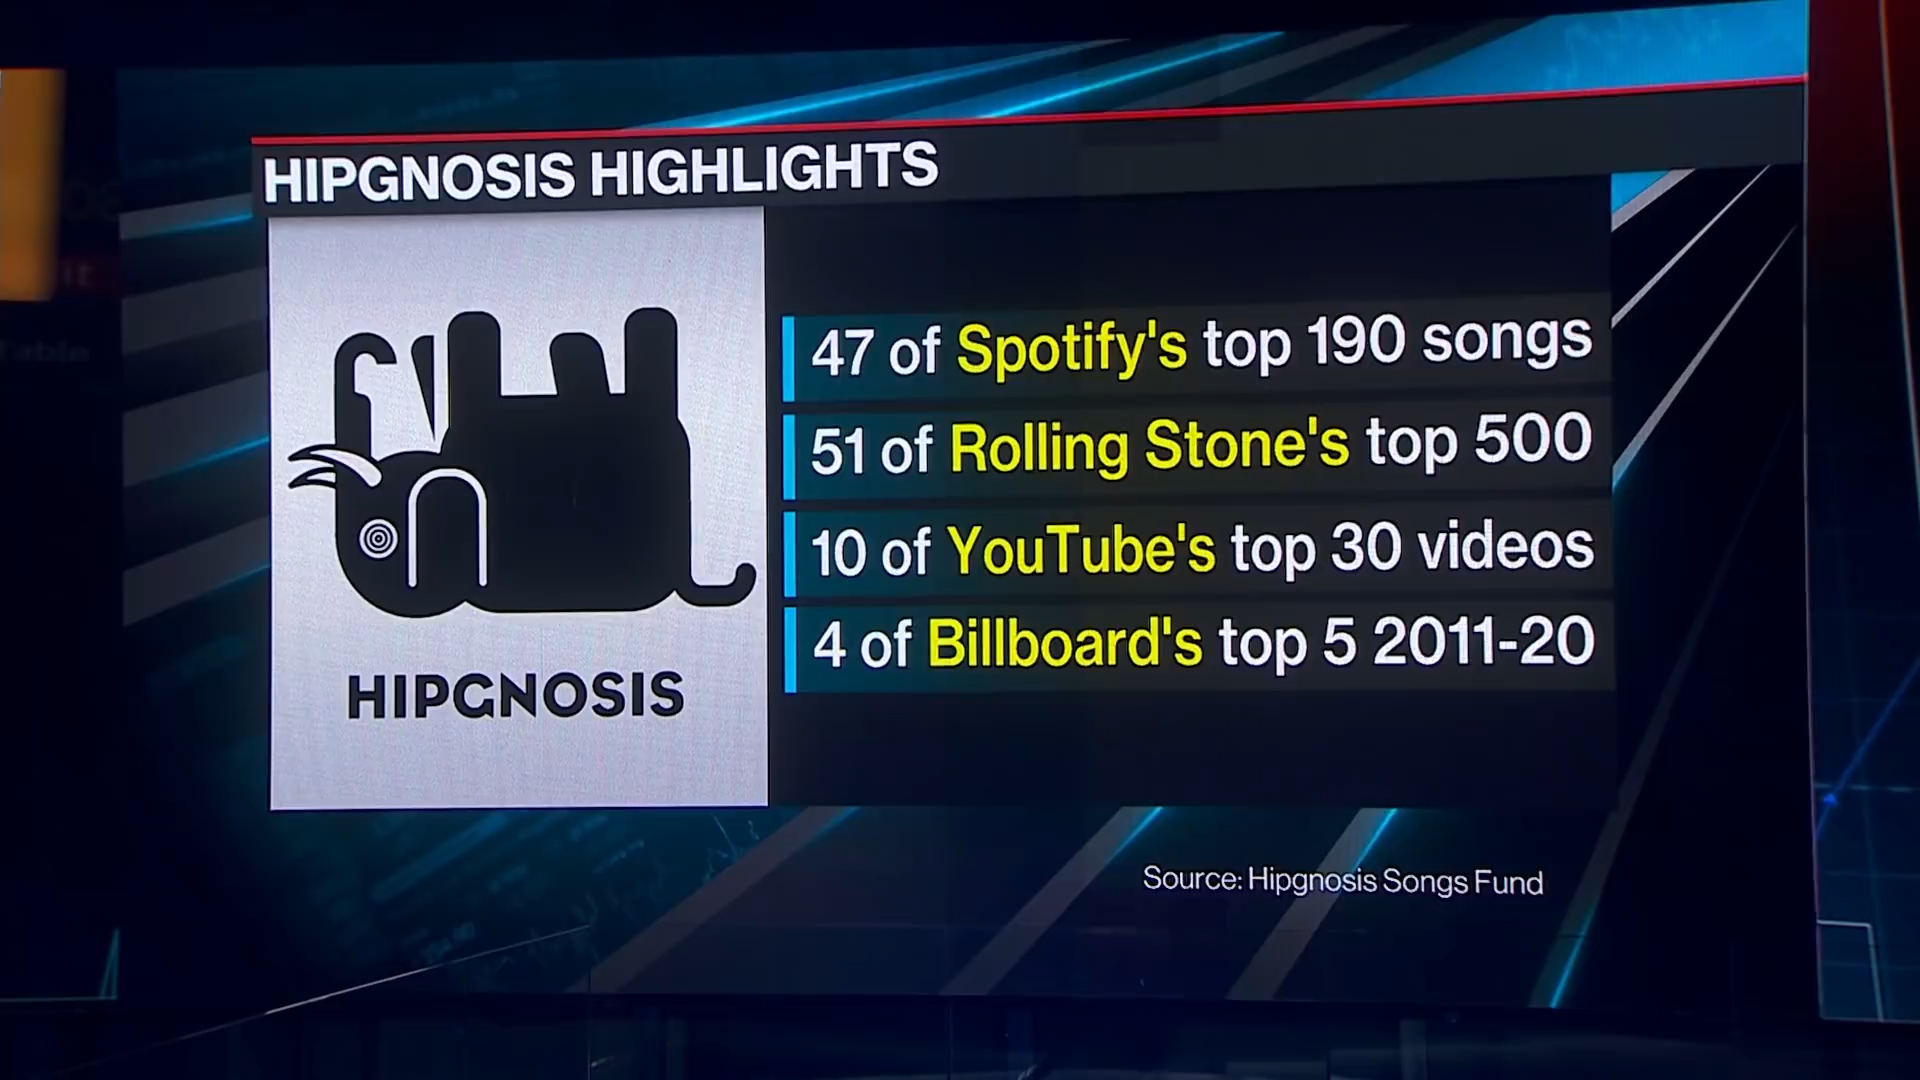 HIPGNOSIS HIGHLIGHTS
47 of Spotify's top 190 songs
51 of Rolling Stone's top 500
10 of YouTube's top 30 videos
4 of Billboard's top 5 2011-20
HIPGNOSIS
Source: Hipgnosis Songs Fund